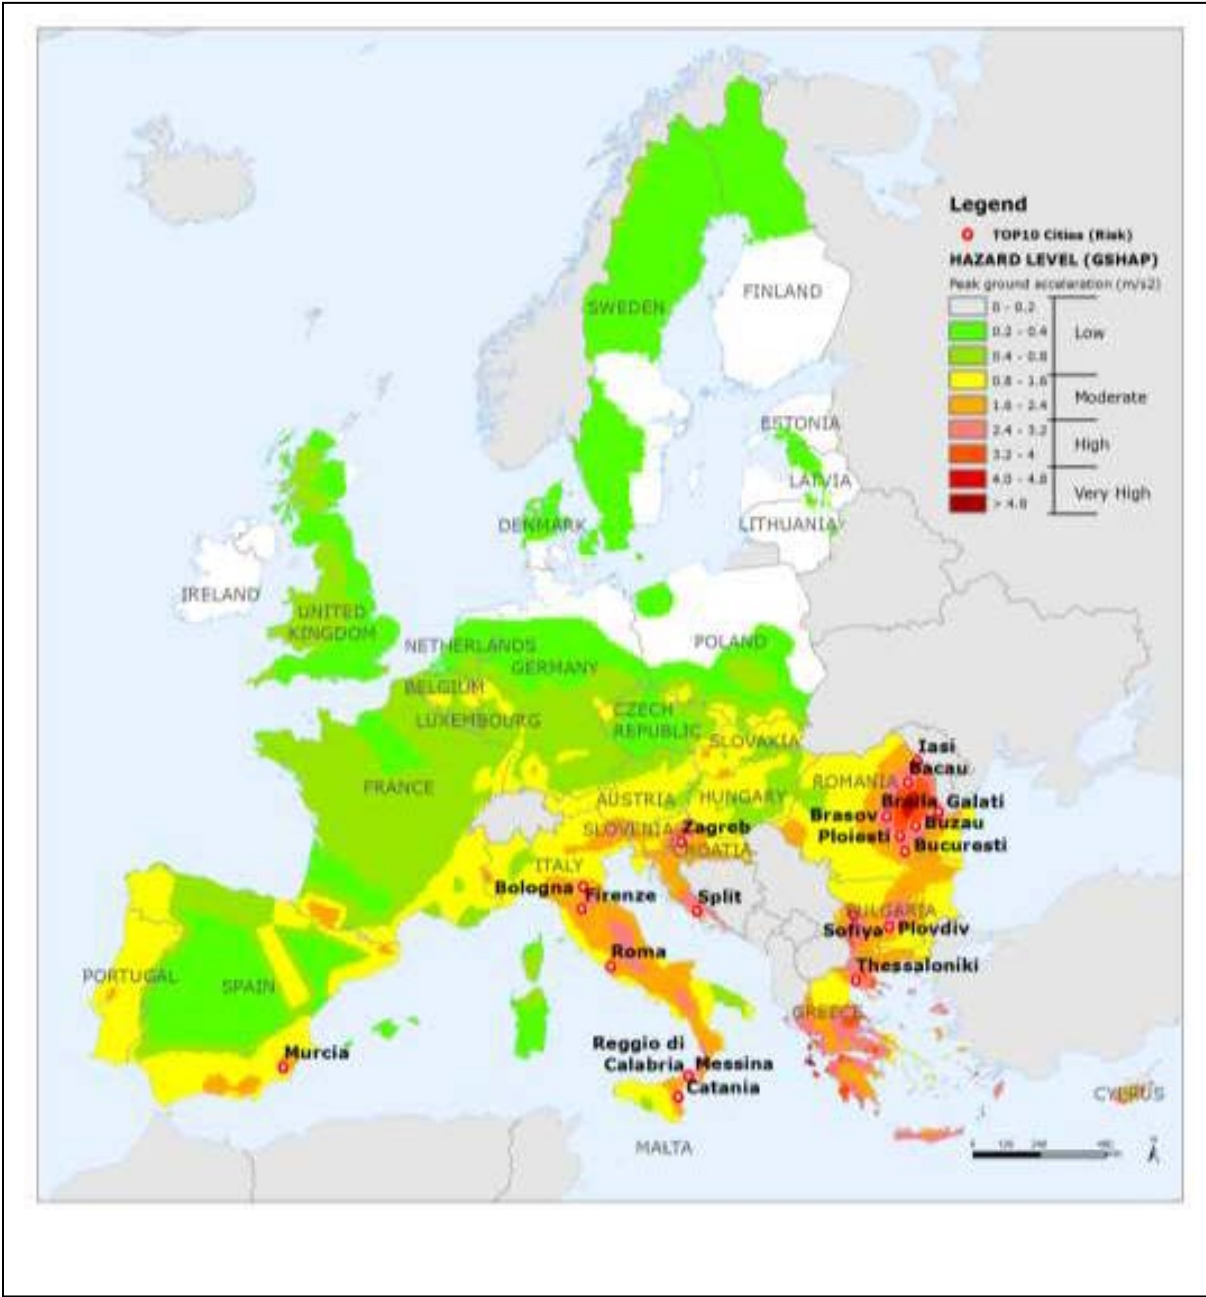 Legend
TOP10 Cities (Risk)
HAZARD LEVEL (GSHAP)
Peak ground accelaration (m/s2)
0 - 0.2
0.2 - 0.4
0.4 - 0.8
0.8 - 1.6
1.6 - 2.4
2.4 - 3.2
3.2 - 4
4.0 - 4.8
> 4.8
Low
Moderate
High
Very High
FINLAND
SWEDEN
ESTONIA
LATVIA
LITHUANIA
DENMARK
IRELAND
UNITED
KINGDOM
NETHERLANDS
POLAND
GERMANY
BELGIUM
LUXEMBOURG
CZECH
REPUBLIC
SLOVAKIA
FRANCE
AUSTRIA
HUNGARY
ROMANIA
Iasi
Bacau
Braila
Galati
Brasov
Buzau
Ploiesti
Bucuresti
SLOVENIA
Zagreb
CROATIA
ITALY
Bologna
Firenze
Split
BULGARIA
Sofiya
Plovdiv
Roma
Thessaloniki
PORTUGAL
SPAIN
GREECE
Murcia
Reggio di
Calabria
Messina
Catania
CYPRUS
MALTA